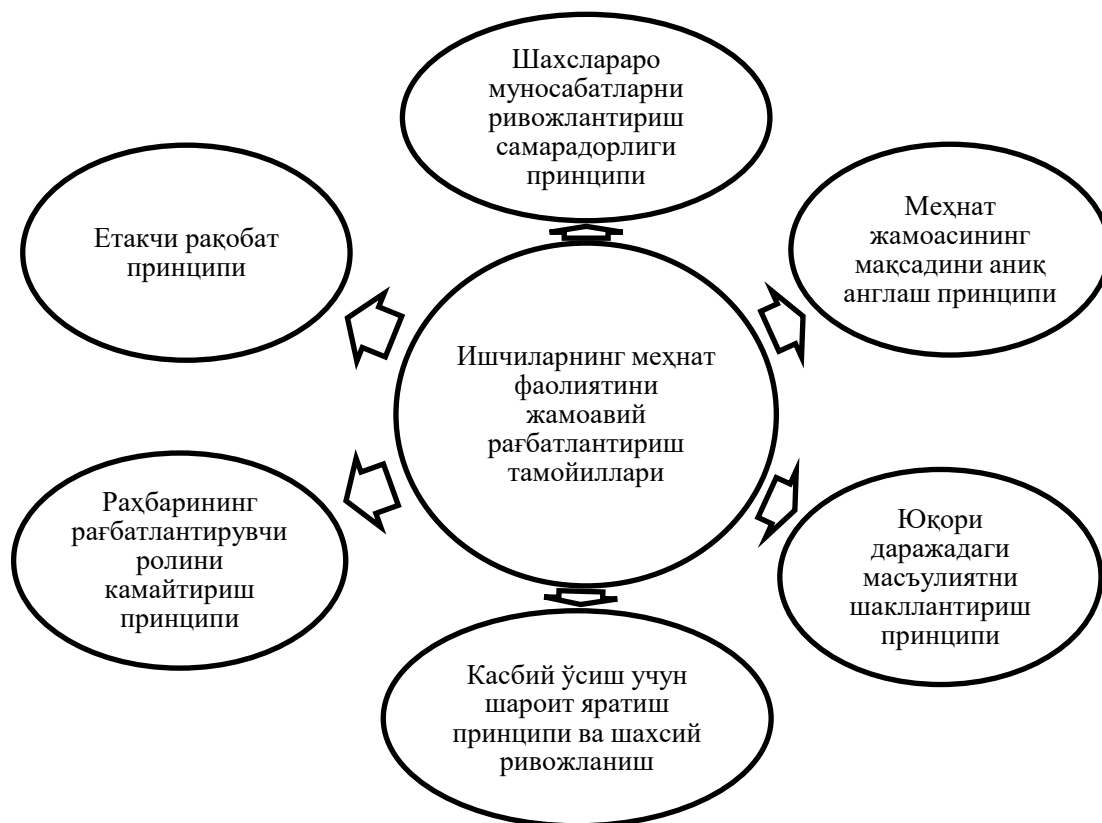 Шахслараро
муносабатларни
ривожлантириш
самарадорлиги
принципи
Етакчи рақобат
принципи
Меҳнат
жамоасининг
мақсадини аниқ
англаш принципи
Ишчиларнинг меҳнат
фаолиятини
жамоавий
рағбатлантириш
тамойиллари
Раҳбарининг
рағбатлантирувчи
ролини
камайтириш
принципи
Юқори
даражадаги
масъулиятни
шакллантириш
принципи
Касбий ўсиш учун
шароит яратиш
принципи ва шахсий
ривожланиш